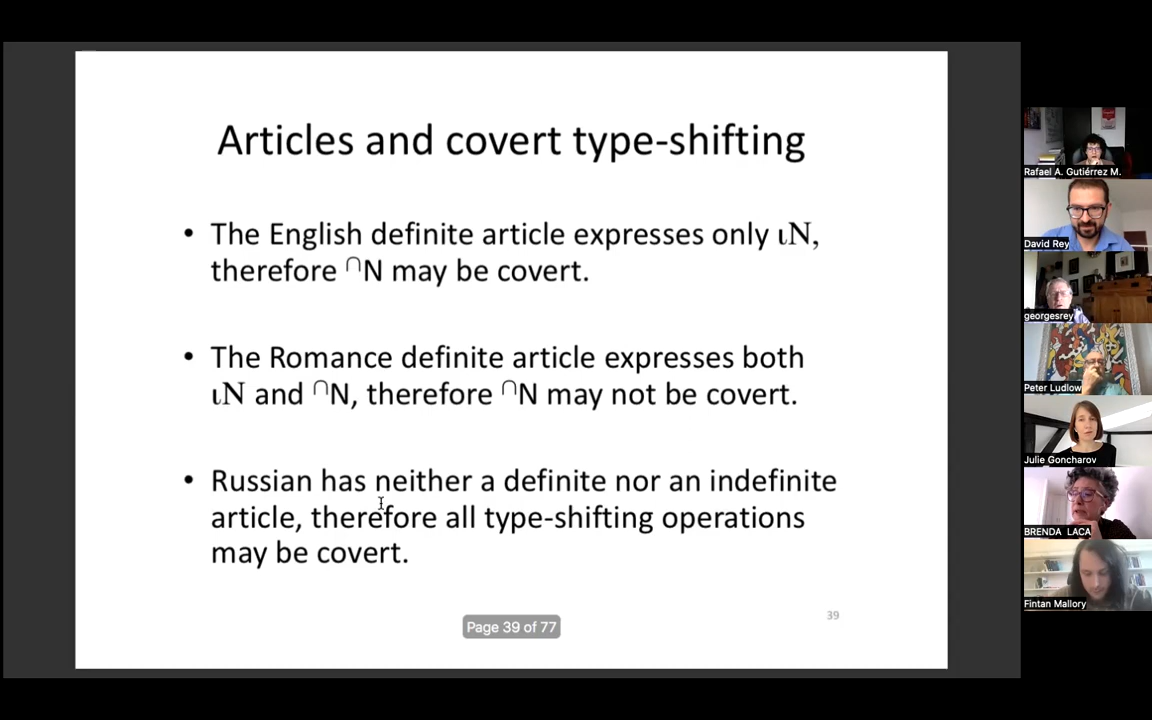 Articles and covert type-shifting
• The English definite article expresses only ιN,
therefore ⋂N may be covert.
• The Romance definite article expresses both
ιN and ⋂N, therefore ⋂N may not be covert.
• Russian has neither a definite nor an indefinite
article, therefore all type-shifting operations
may be covert.
39
Page 39 of 77
Rafael A. Gutiérrez M.
David Rey
georgesrey
Peter Ludlow
Julie Goncharov
BRENDA LACA
Fintan Mallory